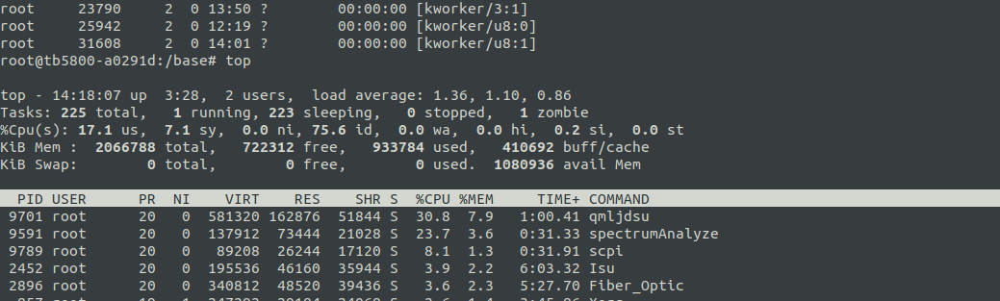 root 23790 2 0 13:50 ? 00:00:00 [kworker/3:1]
root 25942 2 0 12:19 ? 00:00:00 [kworker/u8:0]
root 31608 2 0 14:01 ? 00:00:00 [kworker/u8:1]
root@tb5800-a0291d:/base# top
top - 14:18:07 up 3:28, 2 users, load average: 1.36, 1.10, 0.86
Tasks: 225 total, 1 running, 223 sleeping, 0 stopped, 1 zombie
%Cpu(s): 17.1 us, 7.1 sy, 0.0 ni, 75.6 id, 0.0 wa, 0.0 hi, 0.2 si, 0.0 st
KiB Mem : 2066788 total, 722312 free, 933784 used, 410692 buff/cache
KiB Swap: 0 total, 0 free, 0 used. 1080936 avail Mem
PID USER PR NI VIRT RES SHR S %CPU %MEM TIME+ COMMAND
9701 root 20 0 581320 162876 51844 S 30.8 7.9 1:00.41 qmljdsu
9591 root 20 0 137912 73444 21028 S 23.7 3.6 0:31.33 spectrumAnalyze
9789 root 20 0 89208 26244 17120 S 8.1 1.3 0:31.91 scpi
2452 root 20 0 195536 46160 35944 S 3.9 2.2 6:03.32 Isu
2896 root 20 0 340812 48520 39436 S 3.6 2.3 5:27.70 Fiber_Optic